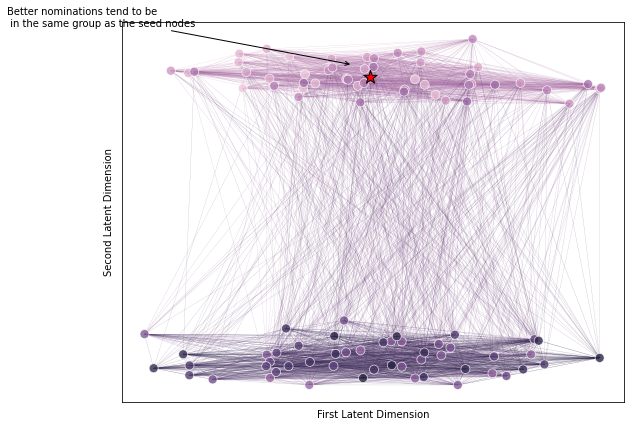 Better nominations tend to be
in the same group as the seed nodes
Second Latent Dimension
First Latent Dimension